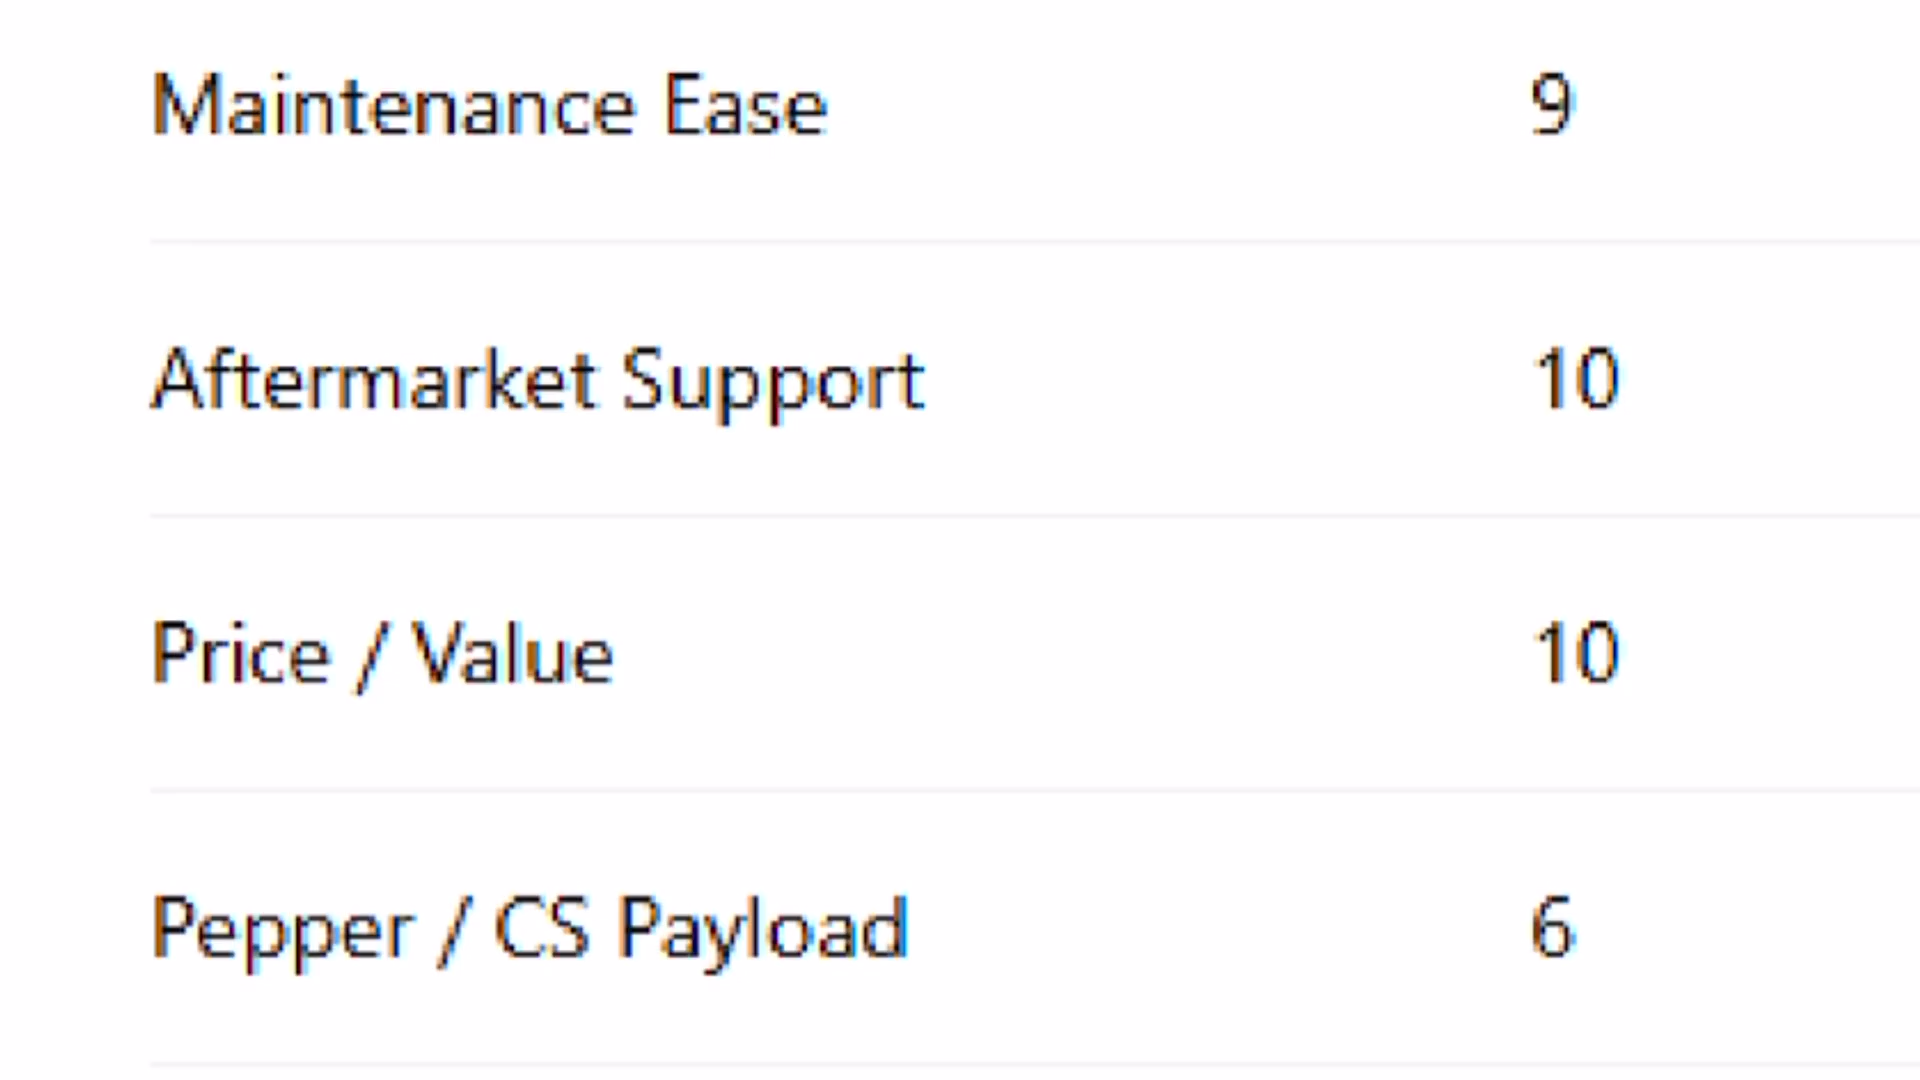 Maintenance Ease 9
Aftermarket Support 10
Price / Value 10
Pepper / CS Payload 6